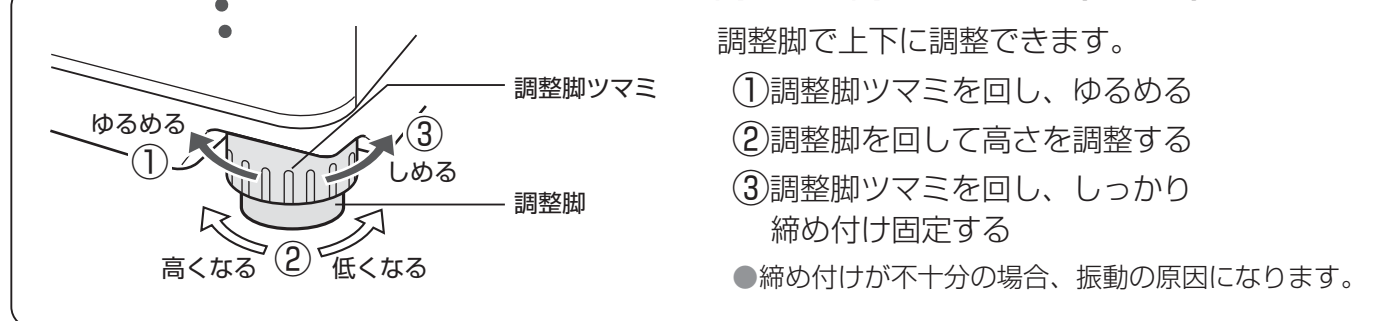 調整脚ツマミ
ゆるめる
①
③
しめる
調整脚
高くなる
②
低くなる
調整脚で上下に調整できます。
①調整脚ツマミを回し、ゆるめる
②調整脚を回して高さを調整する
③調整脚ツマミを回し、しっかり
締め付け固定する
●締め付けが不十分の場合、振動の原因になります。